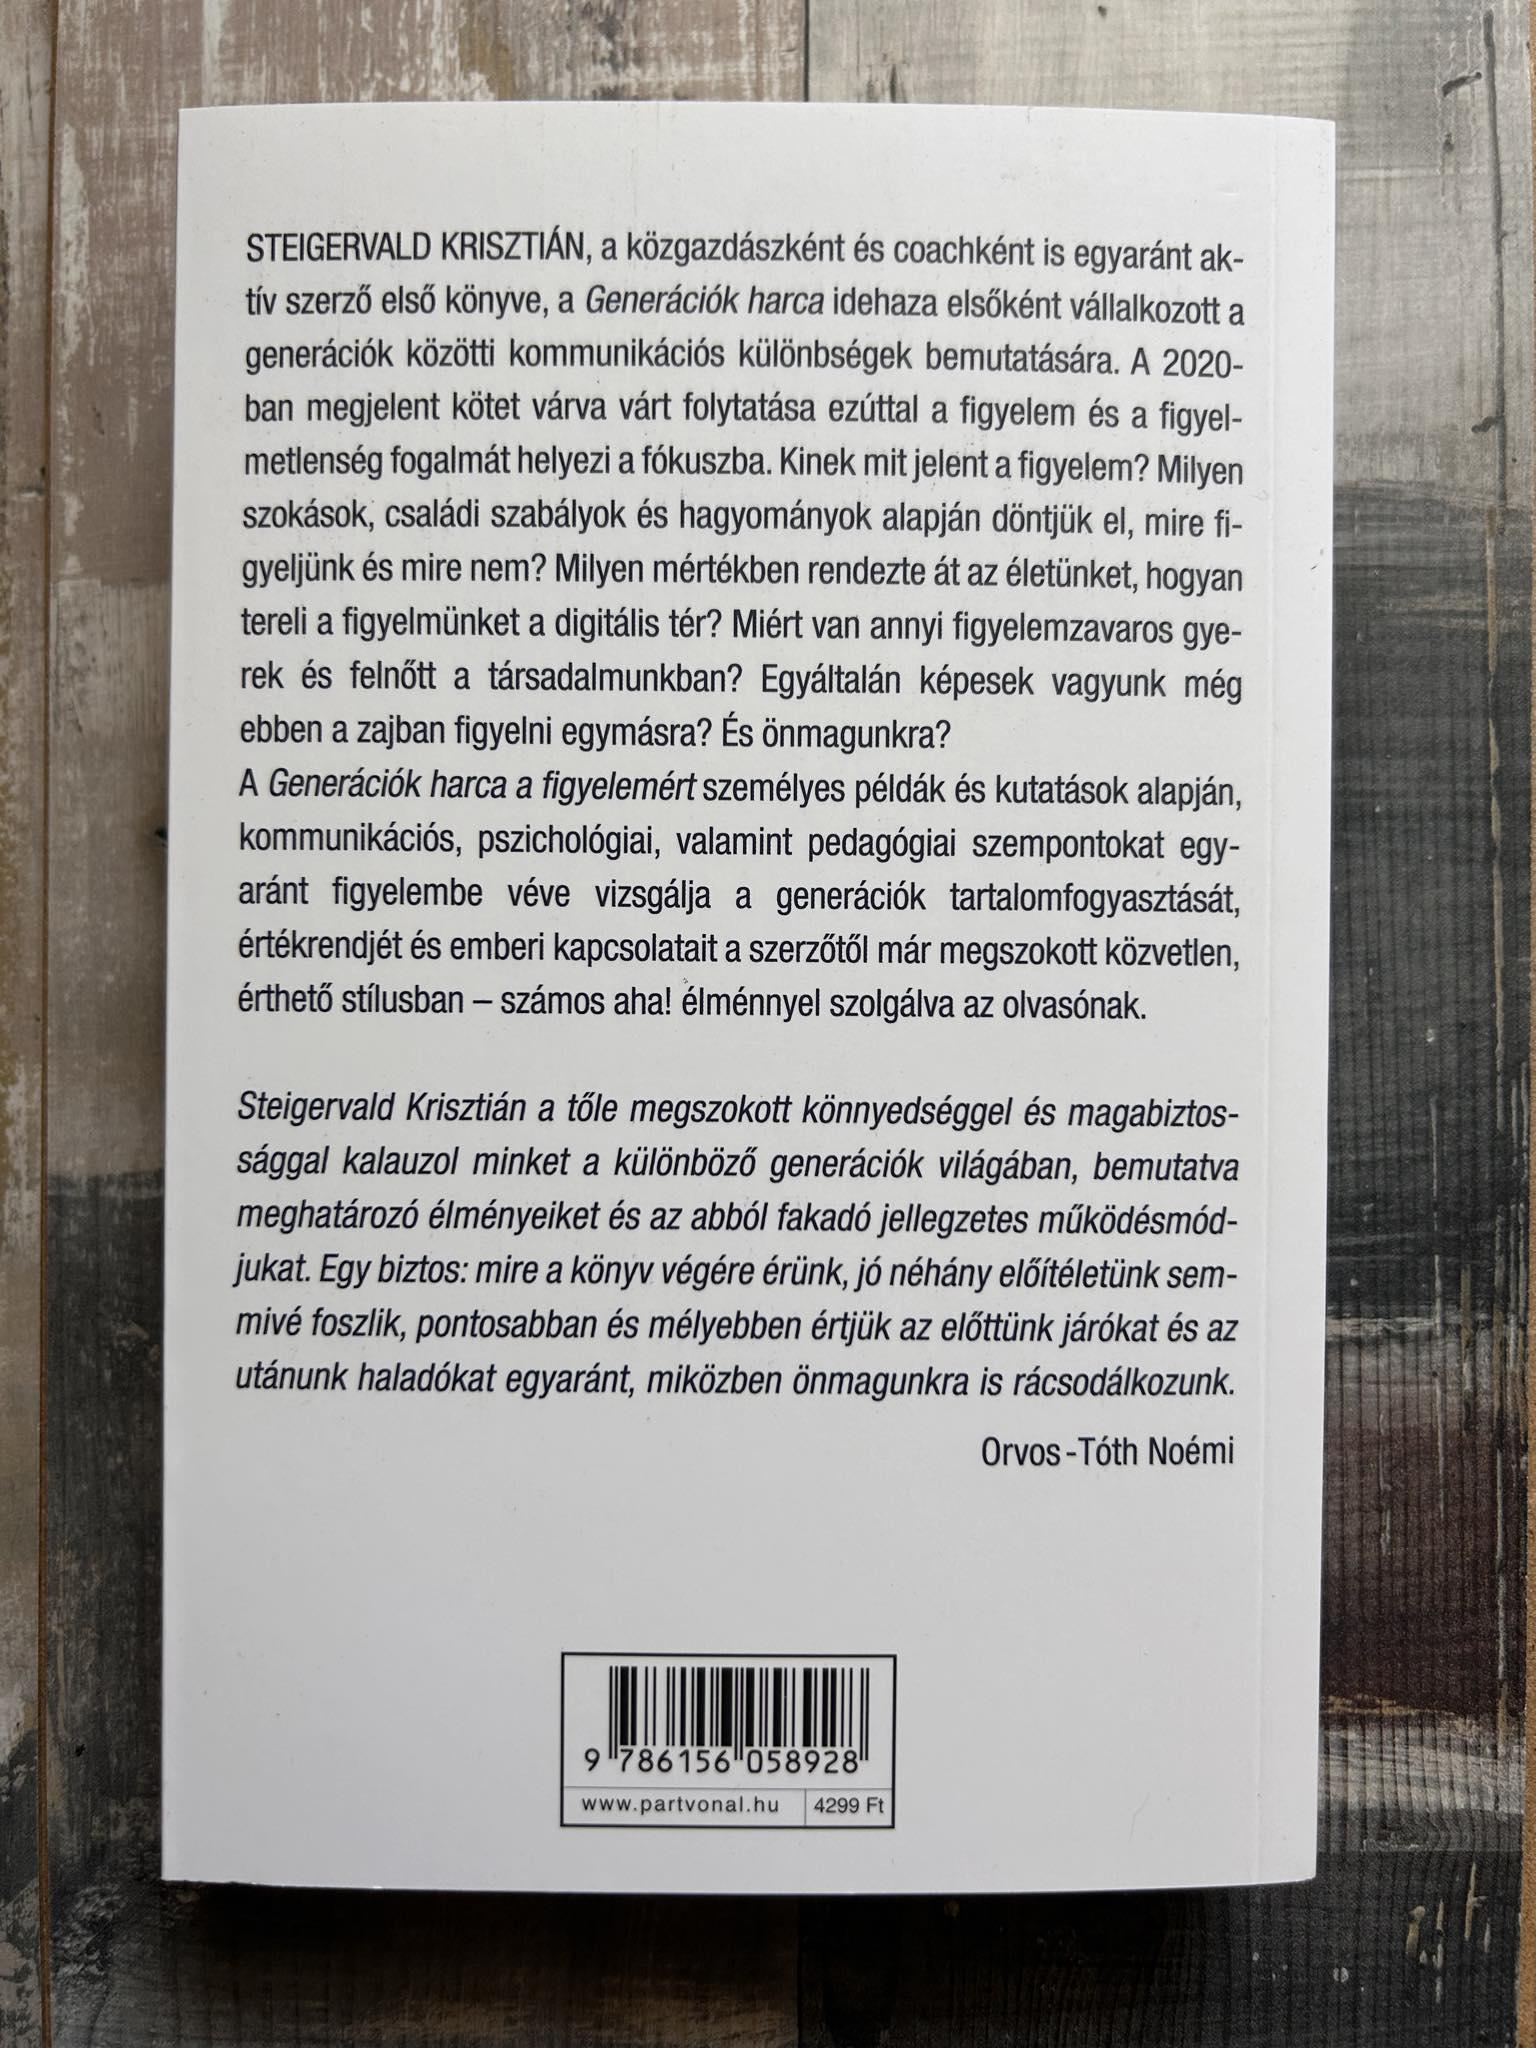 STEIGERVALD KRISZTIÁN, a közgazdászként és coachként is egyaránt ak-
tív szerző első könyve, a Generációk harca idehaza elsőként vállalkozott a
generációk közötti kommunikációs különbségek bemutatására. A 2020-
ban megjelent kötet várva várt folytatása ezúttal a figyelem és a figyel-
metlenség fogalmát helyezi a fókuszba. Kinek mit jelent a figyelem? Milyen
szokások, családi szabályok és hagyományok alapján döntjük el, mire fi-
gyeljünk és mire nem? Milyen mértékben rendezte át az életünket, hogyan
tereli a figyelmünket a digitális tér? Miért van annyi figyelemzavaros gye-
rek és felnőtt a társadalmunkban? Egyáltalán képesek vagyunk még
ebben a zajban figyelni egymásra? És önmagunkra?
A Generációk harca a figyelemért személyes példák és kutatások alapján,
kommunikációs, pszichológiai, valamint pedagógiai szempontokat egy-
aránt figyelembe véve vizsgálja a generációk tartalomfogyasztását,
értékrendjét és emberi kapcsolatait a szerzőtől már megszokott közvetlen,
érthető stílusban – számos aha! élménnyel szolgálva az olvasónak.
Steigervald Krisztián a tőle megszokott könnyedséggel és magabiztos-
sággal kalauzol minket a különböző generációk világában, bemutatva
meghatározó élményeiket és az abból fakadó jellegzetes működésmód-
jukat. Egy biztos: mire a könyv végére érünk, jó néhány előítéletünk sem-
mivé foszlik, pontosabban és mélyebben értjük az előttünk járókat és az
utánunk haladókat egyaránt, miközben önmagunkra is rácsodálkozunk.
Orvos-Tóth Noémi
9 786156 058928
www.partvonal.hu 4299 Ft